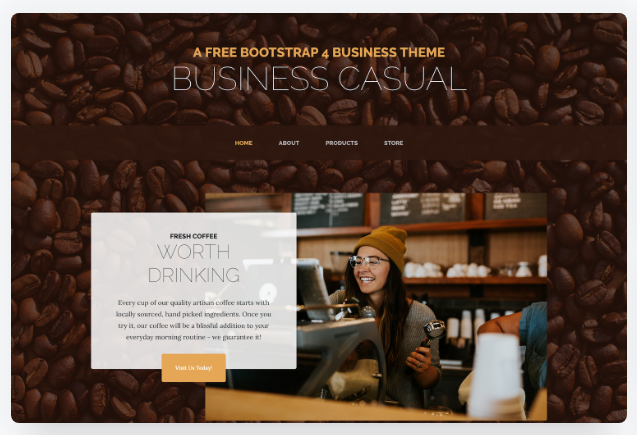 A FREE BOOTSTRAP 4 BUSINESS THEME
BUSINESS CASUAL
HOME ABOUT PRODUCTS STORE
FRESH COFFEE
WORTH
DRINKING
Every cup of our quality artisan coffee starts with
locally sourced, hand picked ingredients. Once you
try it, our coffee will be a blissful addition to your
everyday morning routine - we guarantee it!
Visit Us Today!